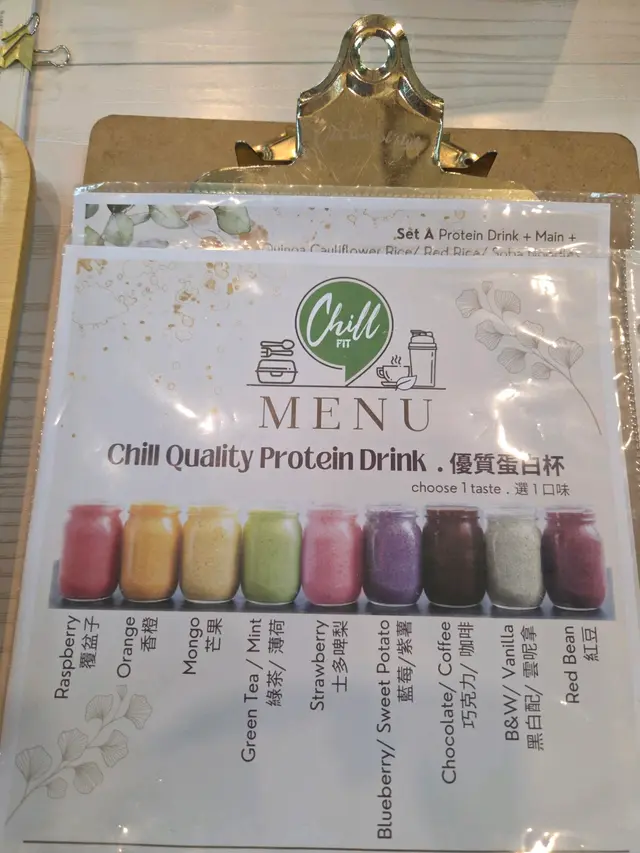 Set A Protein Drink + Main +
Quinoa Cauliflower Rice/ Red Rice/ Soba Noodles
Chill
FIT
MENU
Chill Quality Protein Drink . 優質蛋白杯
choose 1 taste . 選1口味
Raspberry
覆盆子
Orange
香橙
Mongo
芒果
Green Tea / Mint
綠茶/ 薄荷
Strawberry
士多啤梨
Blueberry/ Sweet Potato
藍莓/紫薯
Chocolate/ Coffee
巧克力/ 咖啡
B&W/ Vanilla
黑白配/ 雲呢拿
Red Bean
紅豆